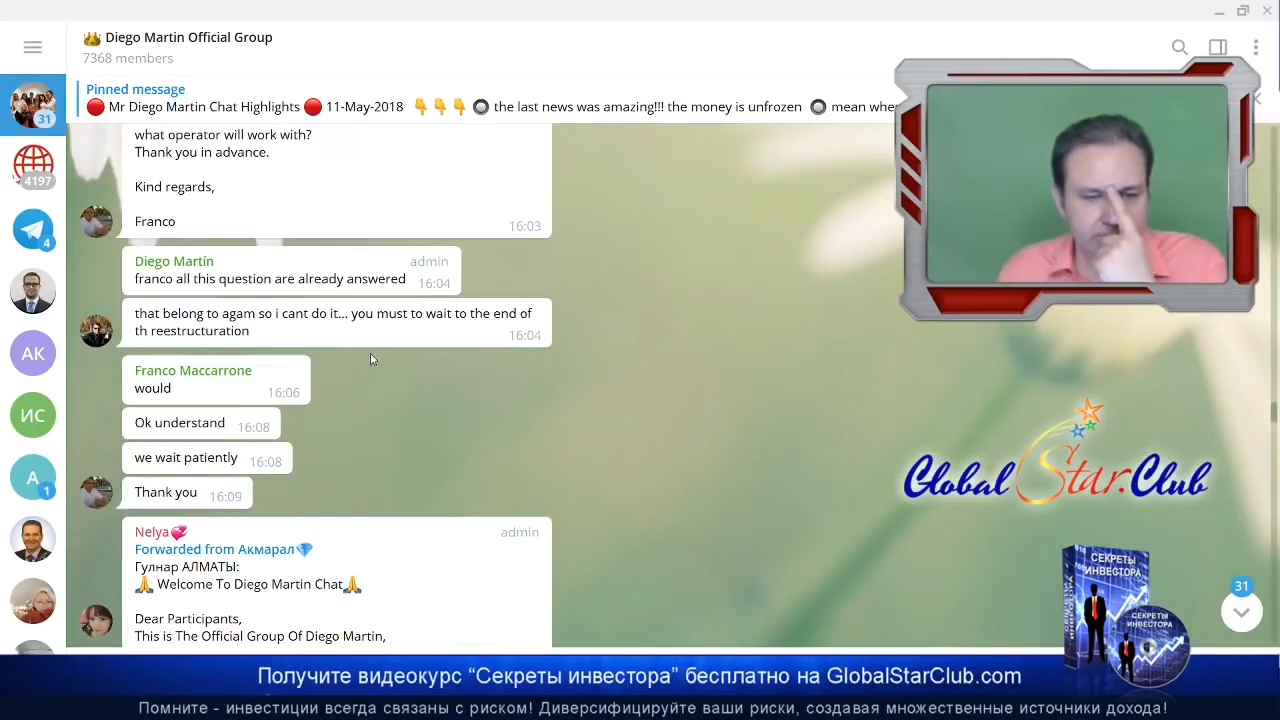 Diego Martin Official Group
7368 members
Pinned message
Mr Diego Martin Chat Highlights 🔴 11-May-2018 👇👇👇 🔘 the last news was amazing!!! the money is unfrozen 🔘 mean whe
31
4197
4
АК
ИС
А
1
what operator will work with?
Thank you in advance.
Kind regards,
Franco
16:03
Diego Martín admin
franco all this question are already answered 16:04
that belong to agam so i cant do it... you must to wait to the end of
th reestructuration 16:04
Franco Maccarrone
would 16:06
Ok understand 16:08
we wait patiently 16:08
Thank you 16:09
Nelya💞 admin
Forwarded from Акмарал💎
Гулнар АЛМАТЫ:
🙏 Welcome To Diego Martin Chat🙏
Dear Participants,
This is The Official Group Of Diego Martin,
Global Star.Club
СЕКРЕТЫ
ИНВЕСТОРА
СЕКРЕТЫ
ИНВЕСТОРА
31
Получите видеокурс “Секреты инвестора” бесплатно на GlobalStarClub.com
Помните - инвестиции всегда связаны с риском! Диверсифицируйте ваши риски, создавая множественные источники дохода!